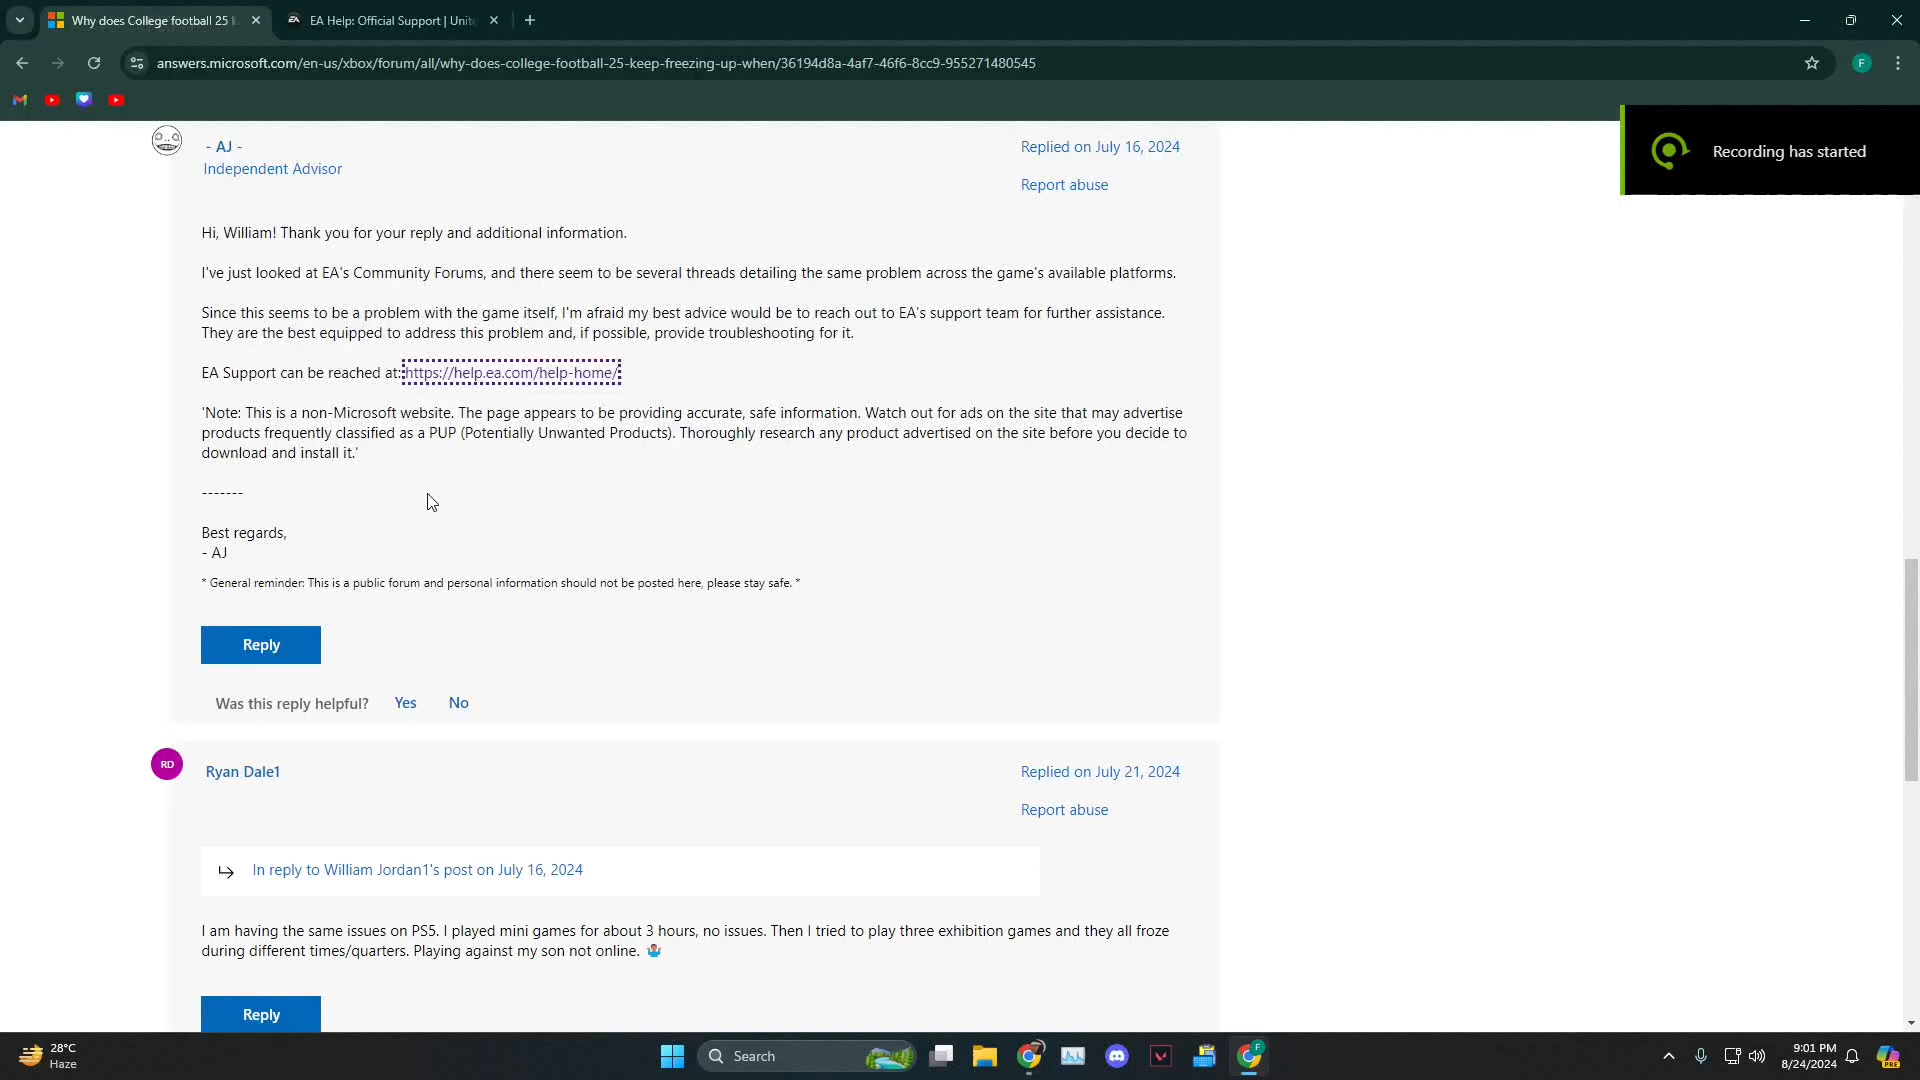 Why does College football 25 k
EA Help: Official Support | Unite
answers.microsoft.com/en-us/xbox/forum/all/why-does-college-football-25-keep-freezing-up-when/36194d8a-4af7-46f6-8cc9-955271480545
F
Recording has started
- AJ -
Independent Advisor
Replied on July 16, 2024
Report abuse
Hi, William! Thank you for your reply and additional information.
I've just looked at EA's Community Forums, and there seem to be several threads detailing the same problem across the game's available platforms.
Since this seems to be a problem with the game itself, I'm afraid my best advice would be to reach out to EA's support team for further assistance.
They are the best equipped to address this problem and, if possible, provide troubleshooting for it.
EA Support can be reached at: https://help.ea.com/help-home/
'Note: This is a non-Microsoft website. The page appears to be providing accurate, safe information. Watch out for ads on the site that may advertise
products frequently classified as a PUP (Potentially Unwanted Products). Thoroughly research any product advertised on the site before you decide to
download and install it.'
-------
Best regards,
- AJ
* General reminder: This is a public forum and personal information should not be posted here, please stay safe. *
Reply
Was this reply helpful? Yes No
RD
Ryan Dale1
Replied on July 21, 2024
Report abuse
In reply to William Jordan1's post on July 16, 2024
I am having the same issues on PS5. I played mini games for about 3 hours, no issues. Then I tried to play three exhibition games and they all froze
during different times/quarters. Playing against my son not online. 🤷
Reply
28°C
Haze
Search
F
9:01 PM
8/24/2024
PRE